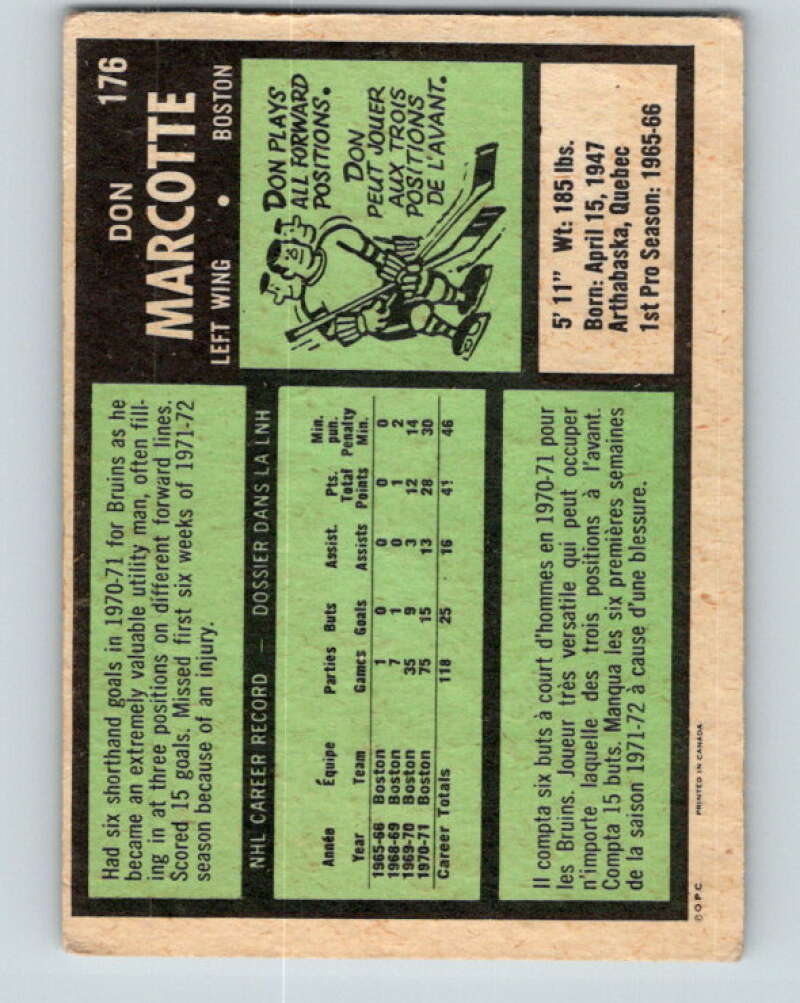 176
DON
MARCOTTE
LEFT WING • BOSTON
Had six shorthand goals in 1970-71 for Bruins as he
became an extremely valuable utility man, often fill-
ing in at three positions on different forward lines.
Scored 15 goals. Missed first six weeks of 1971-72
season because of an injury.
DON PLAYS
ALL FORWARD
POSITIONS.
DON
PEUT JOUER
AUX TROIS
POSITIONS
DE L'AVANT.
NHL CAREER RECORD — DOSSIER DANS LA LNH
Année Équipe Parties Buts Assist. Pts. Total Min. pun.
Year Team Games Goals Assists Points Penalty Min.
1965-66 Boston 1 0 0 0 0
1968-69 Boston 7 1 0 1 2
1969-70 Boston 35 9 3 12 14
1970-71 Boston 75 15 13 28 30
Career Totals 118 25 16 41 46
5' 11" Wt: 185 lbs.
Born: April 15, 1947
Arthabaska, Quebec
1st Pro Season: 1965-66
Il compta six buts à court d'hommes en 1970-71 pour
les Bruins. Joueur très versatile qui peut occuper
n'importe laquelle des trois positions à l'avant.
Compta 15 buts. Manqua les six premières semaines
de la saison 1971-72 à cause d'une blessure.
© O.P.C. PRINTED IN CANADA